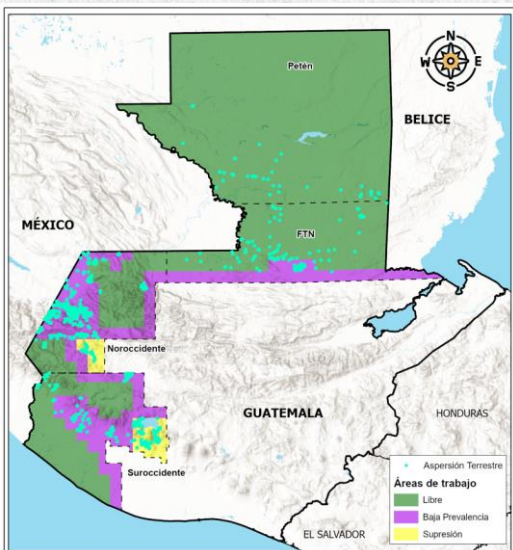 N
W E
S
Petén
BELICE
MÉXICO
FTN
Noroccidente
GUATEMALA
HONDURAS
Suroccidente
EL SALVADOR
Aspersión Terrestre
Áreas de trabajo
Libre
Baja Prevalencia
Supresión